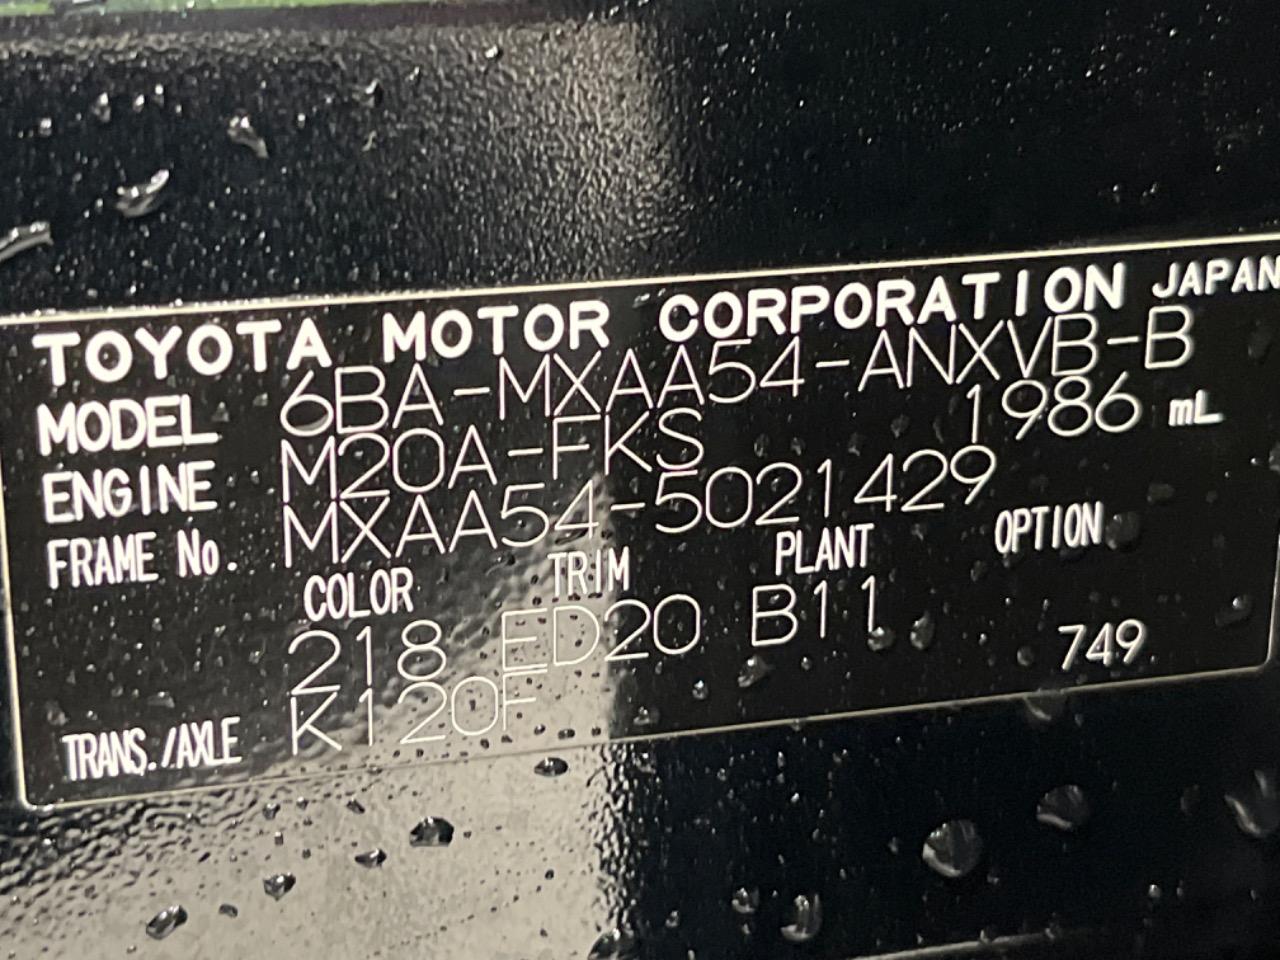 TOYOTA MOTOR CORPORATION JAPAN
MODEL 6BA-MXAA54-ANXVB-B
ENGINE M20A-FKS 1986 mL
FRAME No. MXAA54-5021429
COLOR TRIM PLANT OPTION
218 ED20 B11
TRANS./AXLE K120F 749